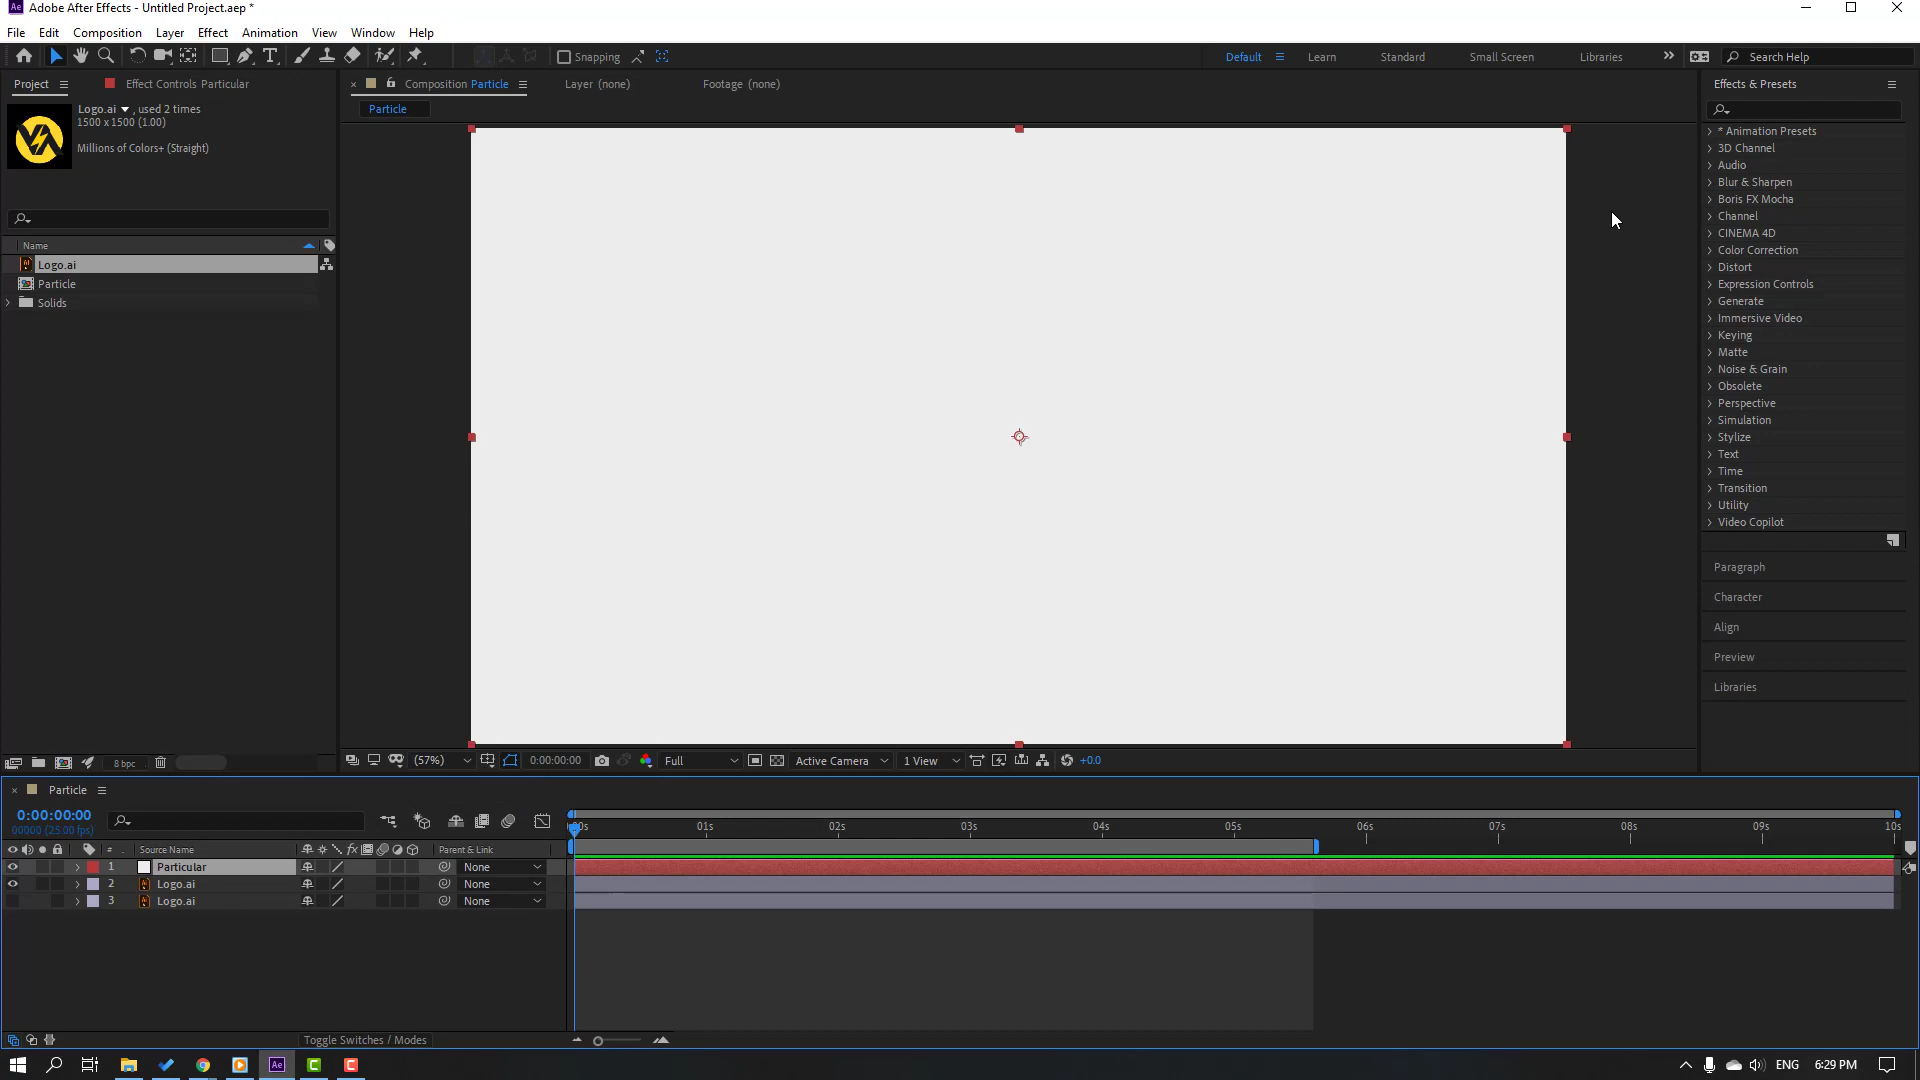 Ae Adobe After Effects - Untitled Project.aep *
File Edit Composition Layer Effect Animation View Window Help
Snapping Default Learn Standard Small Screen Libraries Search Help
Project Effect Controls Particular Composition Particle Layer (none) Footage (none) Effects & Presets
Logo.ai , used 2 times
1500 x 1500 (1.00)
Millions of Colors+ (Straight)
Particle
Name
Logo.ai
Particle
Solids
* Animation Presets
3D Channel
Audio
Blur & Sharpen
Boris FX Mocha
Channel
CINEMA 4D
Color Correction
Distort
Expression Controls
Generate
Immersive Video
Keying
Matte
Noise & Grain
Obsolete
Perspective
Simulation
Stylize
Text
Time
Transition
Utility
Video Copilot
Paragraph
Character
Align
Preview
Libraries
8 bpc (57%) 0:00:00:00 Full Active Camera 1 View +0.0
Particle
0:00:00:00
00000 (25.00 fps)
00s 01s 02s 03s 04s 05s 06s 07s 08s 09s 10s
# Source Name fx Parent & Link
1 Particular None
2 Logo.ai None
3 Logo.ai None
Toggle Switches / Modes
Ae C C ENG 6:29 PM